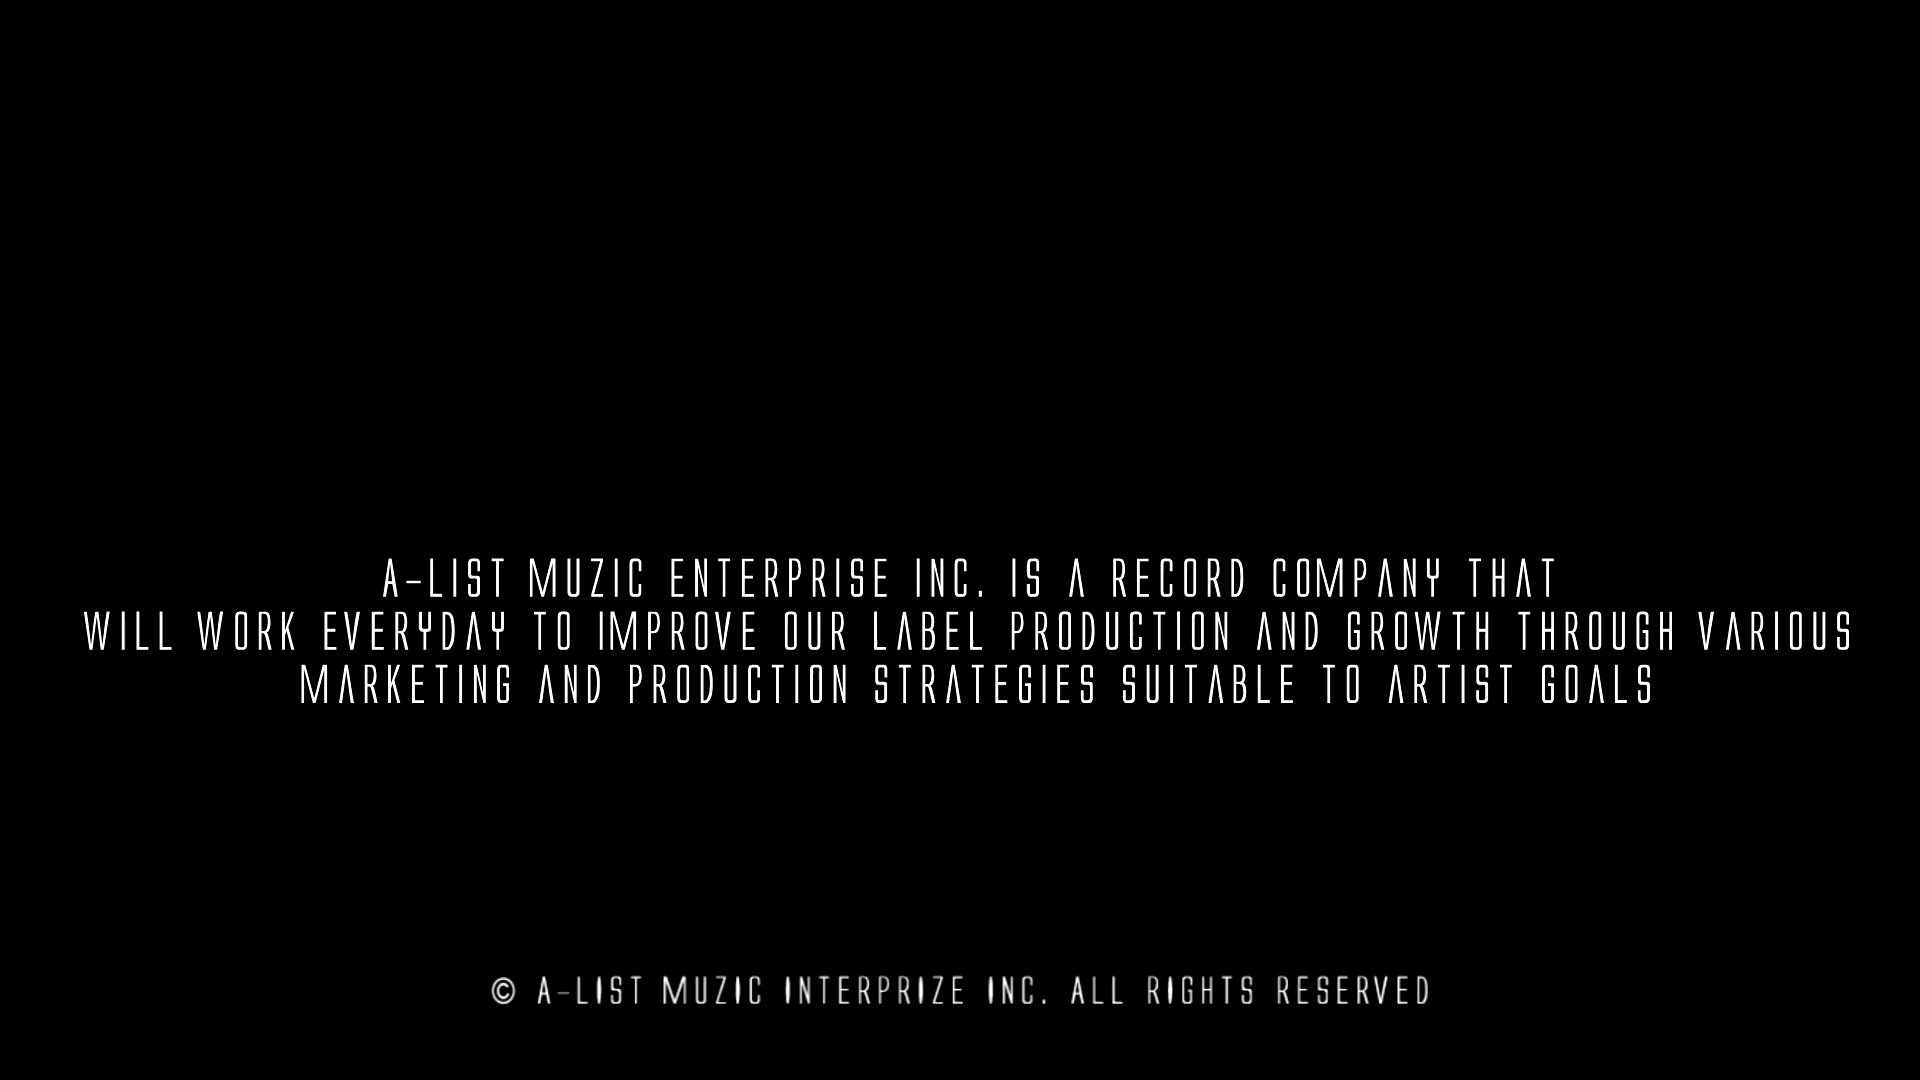 A-LIST MUZIC ENTERPRISE INC. IS A RECORD COMPANY THAT
WILL WORK EVERYDAY TO IMPROVE OUR LABEL PRODUCTION AND GROWTH THROUGH VARIOUS
MARKETING AND PRODUCTION STRATEGIES SUITABLE TO ARTIST GOALS
© A-LIST MUZIC INTERPRIZE INC. ALL RIGHTS RESERVED